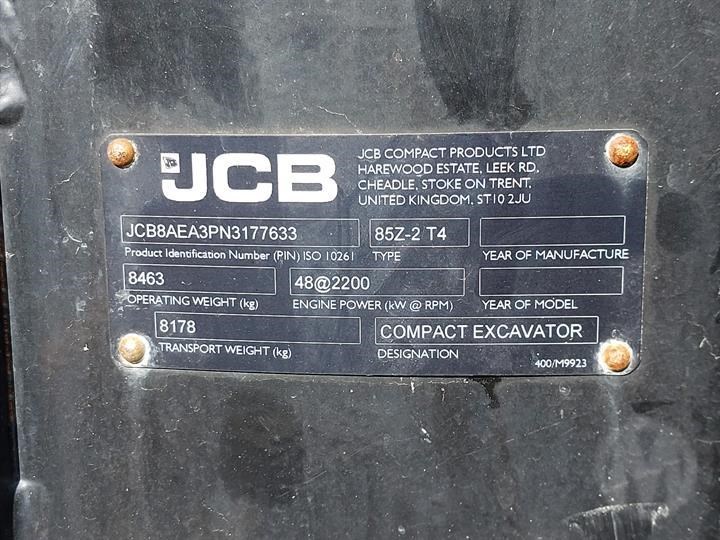 JCB
JCB COMPACT PRODUCTS LTD
HAREWOOD ESTATE, LEEK RD,
CHEADLE, STOKE ON TRENT,
UNITED KINGDOM, ST10 2JU
JCB8AEA3PN3177633
Product Identification Number (PIN) ISO 10261
85Z-2 T4
TYPE
YEAR OF MANUFACTURE
8463
OPERATING WEIGHT (kg)
48@2200
ENGINE POWER (kW @ RPM)
YEAR OF MODEL
8178
TRANSPORT WEIGHT (kg)
COMPACT EXCAVATOR
DESIGNATION
400/M9923